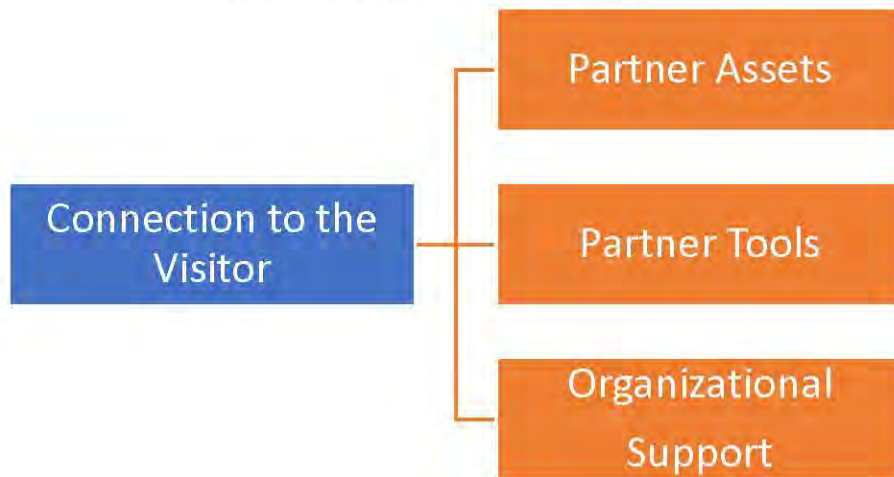 Connection to the
Visitor
Partner Assets
Partner Tools
Organizational
Support